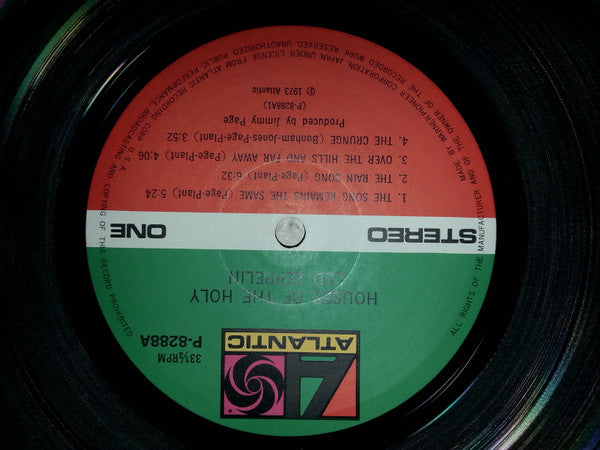 33⅓RPM
P-8288A
ATLANTIC
HOUSES OF THE HOLY
LED ZEPPELIN
STEREO
ONE
1. THE SONG REMAINS THE SAME (Page-Plant) 5:24
2. THE RAIN SONG (Page-Plant) 6:32
3. OVER THE HILLS AND FAR AWAY (Page-Plant) 4:06
4. THE CRUNGE (Bonham-Jones-Page-Plant) 3:52
Produced by Jimmy Page
(P-8288A1)
℗ 1973 Atlantic
MADE BY WARNER-PIONEER CORPORATION, JAPAN, UNDER LICENSE FROM ATLANTIC RECORDING CORP. U.S.A.
ALL RIGHTS OF THE MANUFACTURER AND OF THE OWNER OF THE RECORDED WORK RESERVED. UNAUTHORIZED PUBLIC PERFORMANCE, BROADCASTING AND COPYING OF THIS RECORD PROHIBITED.